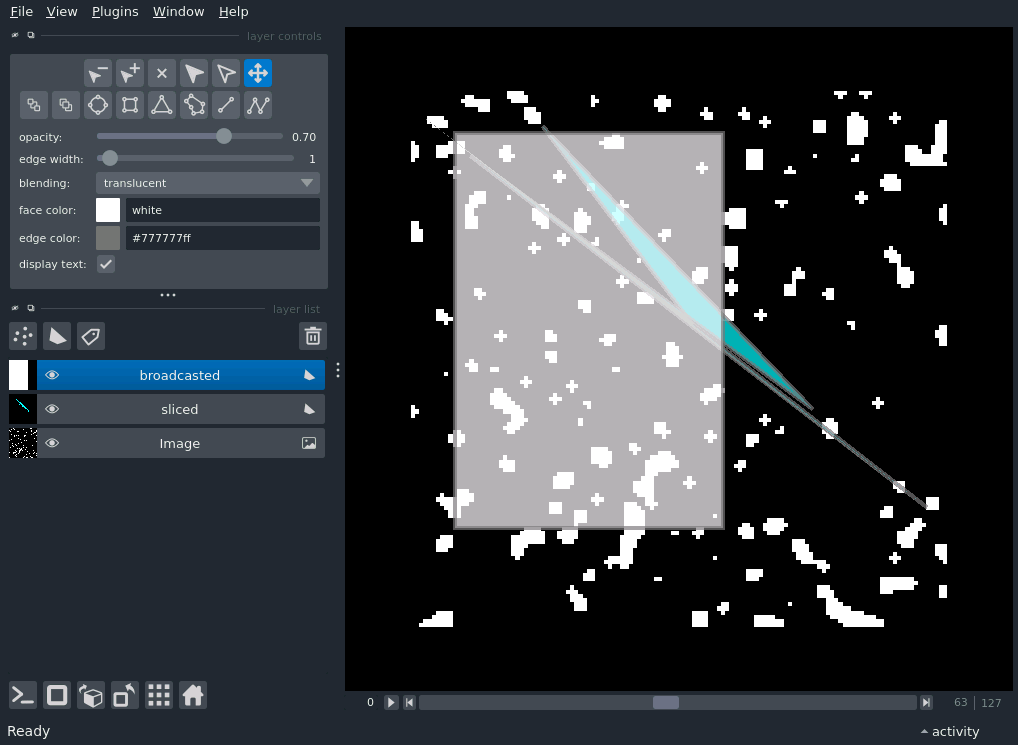 File View Plugins Window Help
layer controls
opacity: 0.70
edge width: 1
blending: translucent
face color: white
edge color: #777777ff
display text:
layer list
broadcasted
sliced
Image
0 63 127
Ready activity